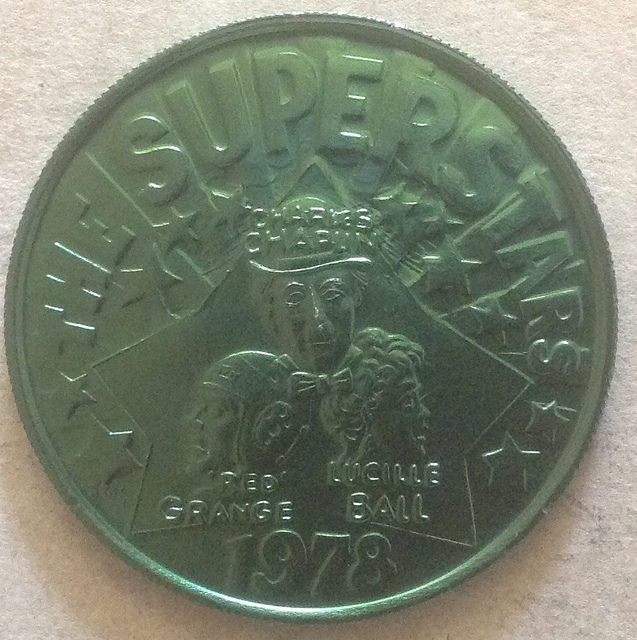 THE SUPERSTARS
CHARLES
CHAPLIN
'RED' LUCILLE
GRANGE BALL
1978